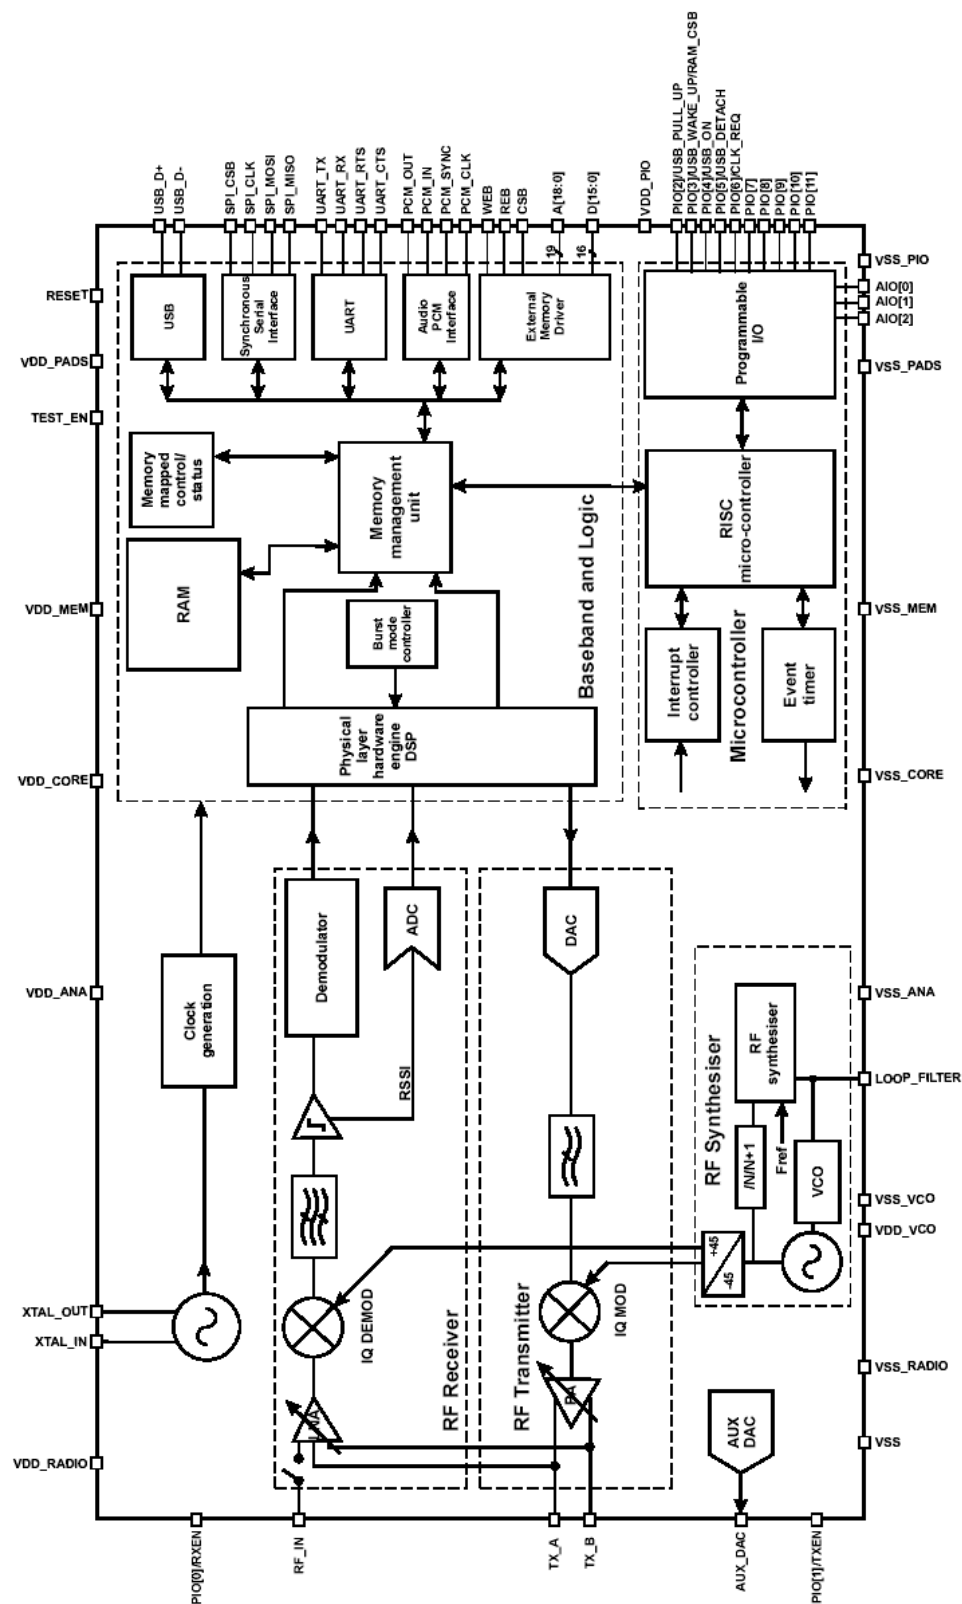 USB_D+
USB_D-
SPI_CSB
SPI_CLK
SPI_MOSI
SPI_MISO
UART_TX
UART_RX
UART_RTS
UART_CTS
PCM_OUT
PCM_IN
PCM_SYNC
PCM_CLK
WEB
REB
CSB
A[18:0]
D[15:0]
VDD_PIO
PIO[2]/USB_PULL_UP
PIO[3]/USB_WAKE_UP/RAM_CSB
PIO[4]/USB_ON
PIO[5]/USB_DETACH
PIO[6]/CLK_REQ
PIO[7]
PIO[8]
PIO[9]
PIO[10]
PIO[11]
19
16
RESET
VDD_PADS
TEST_EN
VDD_MEM
VDD_CORE
VDD_ANA
XTAL_OUT
XTAL_IN
VDD_RADIO
VSS_PIO
AIO[0]
AIO[1]
AIO[2]
VSS_PADS
VSS_MEM
VSS_CORE
VSS_ANA
LOOP_FILTER
VSS_VCO
VDD_VCO
VSS_RADIO
VSS
USB
Synchronous
Serial
Interface
UART
Audio
PCM
Interface
External
Memory
Driver
Programmable
I/O
Memory
mapped
control/
status
Memory
management
unit
RISC
micro-controller
RAM
Burst
mode
controller
Baseband and Logic
Interrupt
controller
Microcontroller
Event
timer
Physical
layer
hardware
engine
DSP
Clock
generation
Demodulator
ADC
DAC
RSSI
RF Synthesiser
RF
synthesiser
/N/N+1
Fref
VCO
+45
-45
IQ DEMOD
IQ MOD
RF Receiver
RF Transmitter
LNA
PA
AUX
DAC
PIO[0]/RXEN
RF_IN
TX_A
TX_B
AUX_DAC
PIO[1]/TXEN